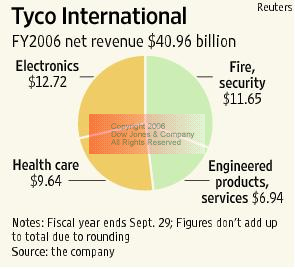 Reuters
Tyco International
FY2006 net revenue $40.96 billion
Electronics
$12.72
Fire,
security
$11.65
Copyright 2006
Dow Jones & Company
All Rights Reserved
Health care
$9.64
Engineered
products,
services $6.94
Notes: Fiscal year ends Sept. 29; Figures don't add up
to total due to rounding
Source: the company